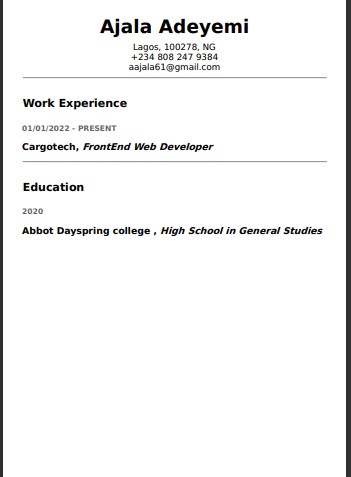 Ajala Adeyemi
Lagos, 100278, NG
+234 808 247 9384
aajala61@gmail.com
Work Experience
01/01/2022 - PRESENT
Cargotech, FrontEnd Web Developer
Education
2020
Abbot Dayspring college , High School in General Studies